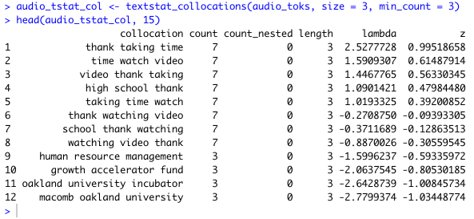 > audio_tstat_col <- textstat_collocations(audio_toks, size = 3, min_count = 3)
> head(audio_tstat_col, 15)
collocation count count_nested length lambda z
1 thank taking time 7 0 3 2.5277728 0.99518658
2 time watch video 7 0 3 1.5909307 0.61487914
3 video thank taking 7 0 3 1.4467765 0.56330345
4 high school thank 7 0 3 1.0901421 0.47984480
5 taking time watch 7 0 3 1.0193325 0.39200852
6 thank watching video 7 0 3 -0.2708750 -0.09393305
7 school thank watching 7 0 3 -0.3711689 -0.12863513
8 watching video thank 7 0 3 -0.8870026 -0.30559545
9 human resource management 3 0 3 -1.5996237 -0.59335972
10 growth accelerator fund 3 0 3 -2.0637545 -0.80530185
11 oakland university incubator 3 0 3 -2.6428739 -1.00845734
12 macomb oakland university 3 0 3 -2.7799374 -1.03448774
>